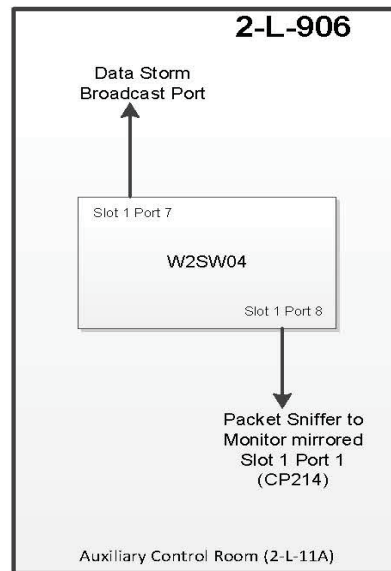 2-L-906
Data Storm
Broadcast Port
Slot 1 Port 7
W2SW04
Slot 1 Port 8
Packet Sniffer to
Monitor mirrored
Slot 1 Port 1
(CP214)
Auxiliary Control Room (2-L-11A)